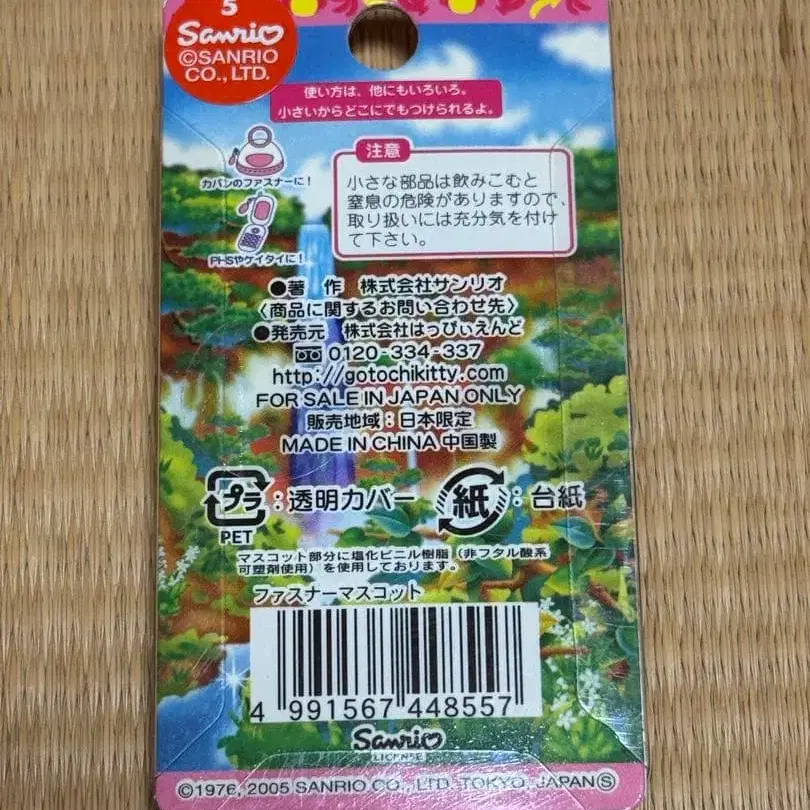 5
Sanrio
©SANRIO
CO., LTD.
使い方は、他にもいろいろ。
小さいからどこにでもつけられるよ。
カバンのファスナーに!
PHSやケイタイに!
注意
小さな部品は飲みこむと
窒息の危険がありますので、
取り扱いには充分気を付け
て下さい。
●著 作 株式会社サンリオ
〈商品に関するお問い合わせ先〉
●発売元 株式会社はっぴぃえんど
0120-334-337
http://gotochikitty.com
FOR SALE IN JAPAN ONLY
販売地域:日本限定
MADE IN CHINA 中国製
プラ:透明カバー 紙:台紙
PET
マスコット部分に塩化ビニル樹脂(非フタル酸系
可塑剤使用)を使用しております。
ファスナーマスコット
4 991567 448557
Sanrio
LICENSE
©1976, 2005 SANRIO CO., LTD. TOKYO, JAPAN Ⓢ